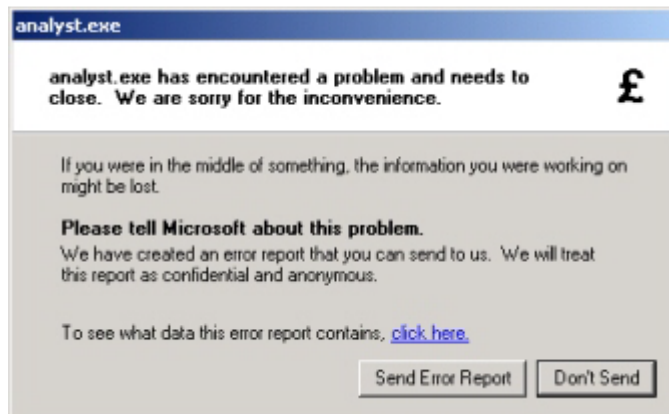 analyst.exe
analyst.exe has encountered a problem and needs to
close. We are sorry for the inconvenience.
£
If you were in the middle of something, the information you were working on
might be lost.
Please tell Microsoft about this problem.
We have created an error report that you can send to us. We will treat
this report as confidential and anonymous.
To see what data this error report contains, click here.
Send Error Report
Don't Send